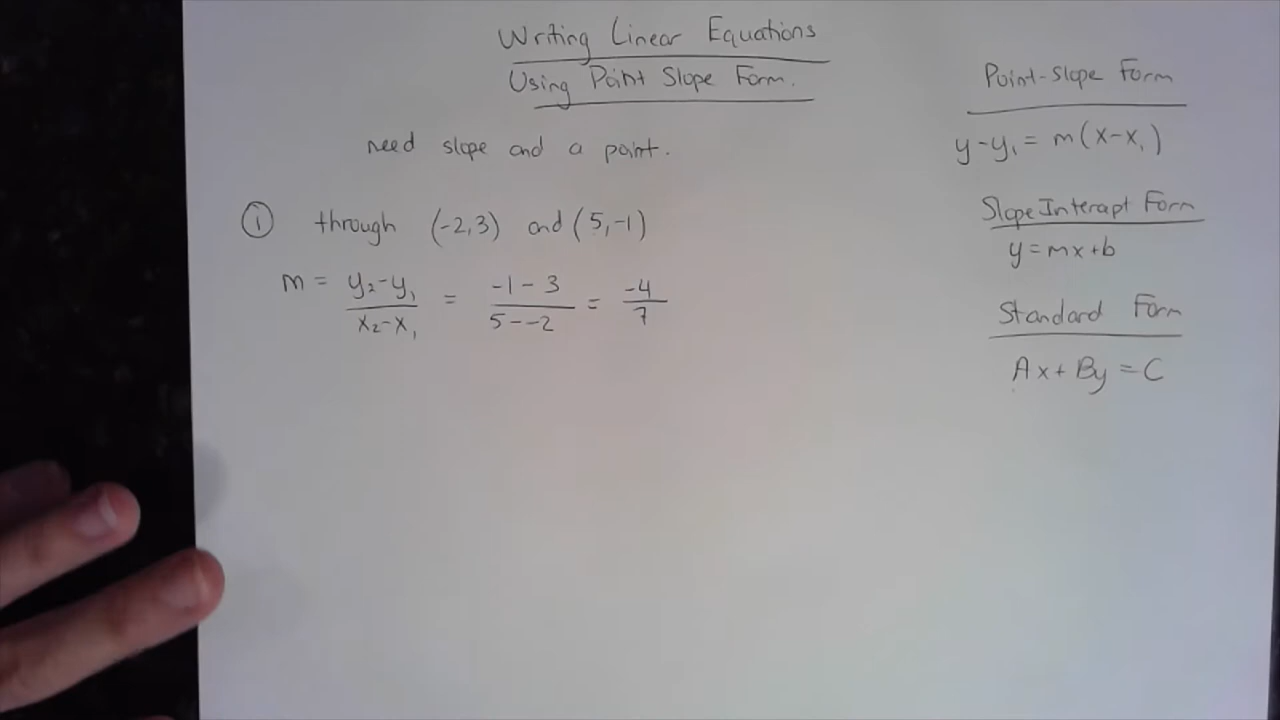 Writing Linear Equations
Using Point Slope Form.
need slope and a point.
① through (-2,3) and (5,-1)
m = y₂-y₁ / x₂-x₁ = -1-3 / 5--2 = -4/7
Point-Slope Form
y-y₁ = m(x-x₁)
Slope Interapt Form
y=mx+b
Standard Form
Ax+By=C